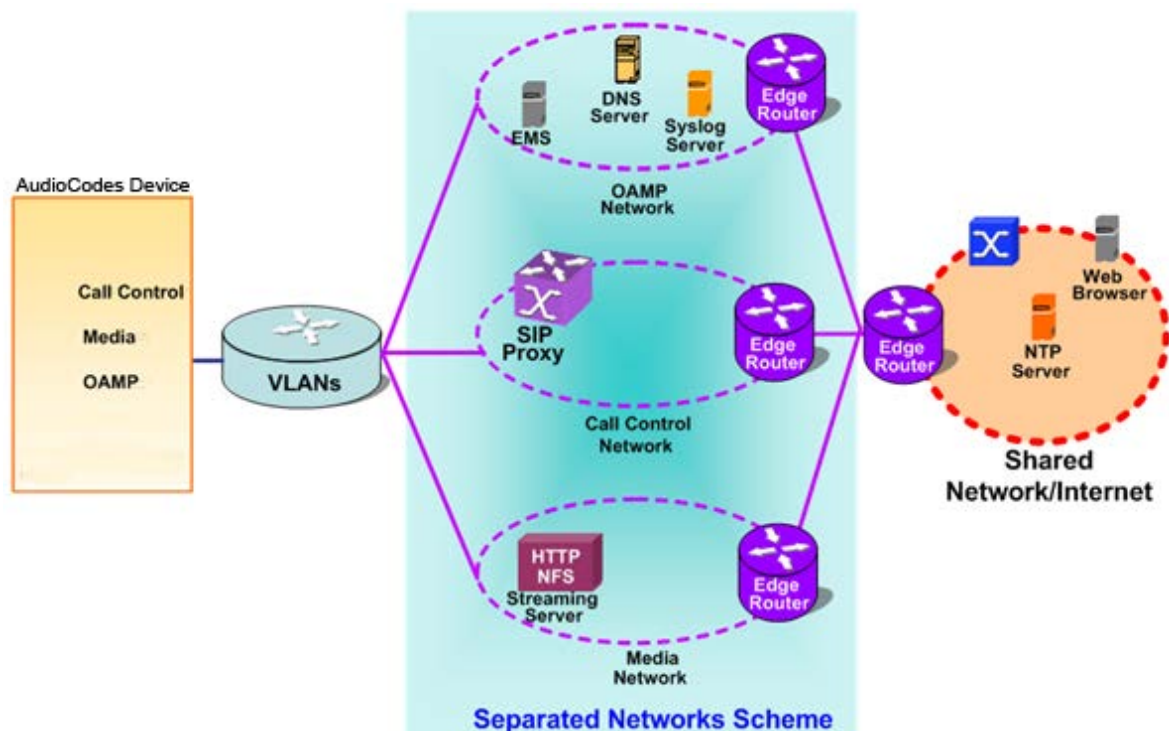 AudioCodes Device
Call Control
Media
OAMP
VLANs
EMS
DNS
Server
Syslog
Server
Edge
Router
OAMP
Network
SIP
Proxy
Edge
Router
Call Control
Network
HTTP
NFS
Streaming
Server
Edge
Router
Media
Network
Separated Networks Scheme
Edge
Router
Web
Browser
NTP
Server
Shared
Network/Internet